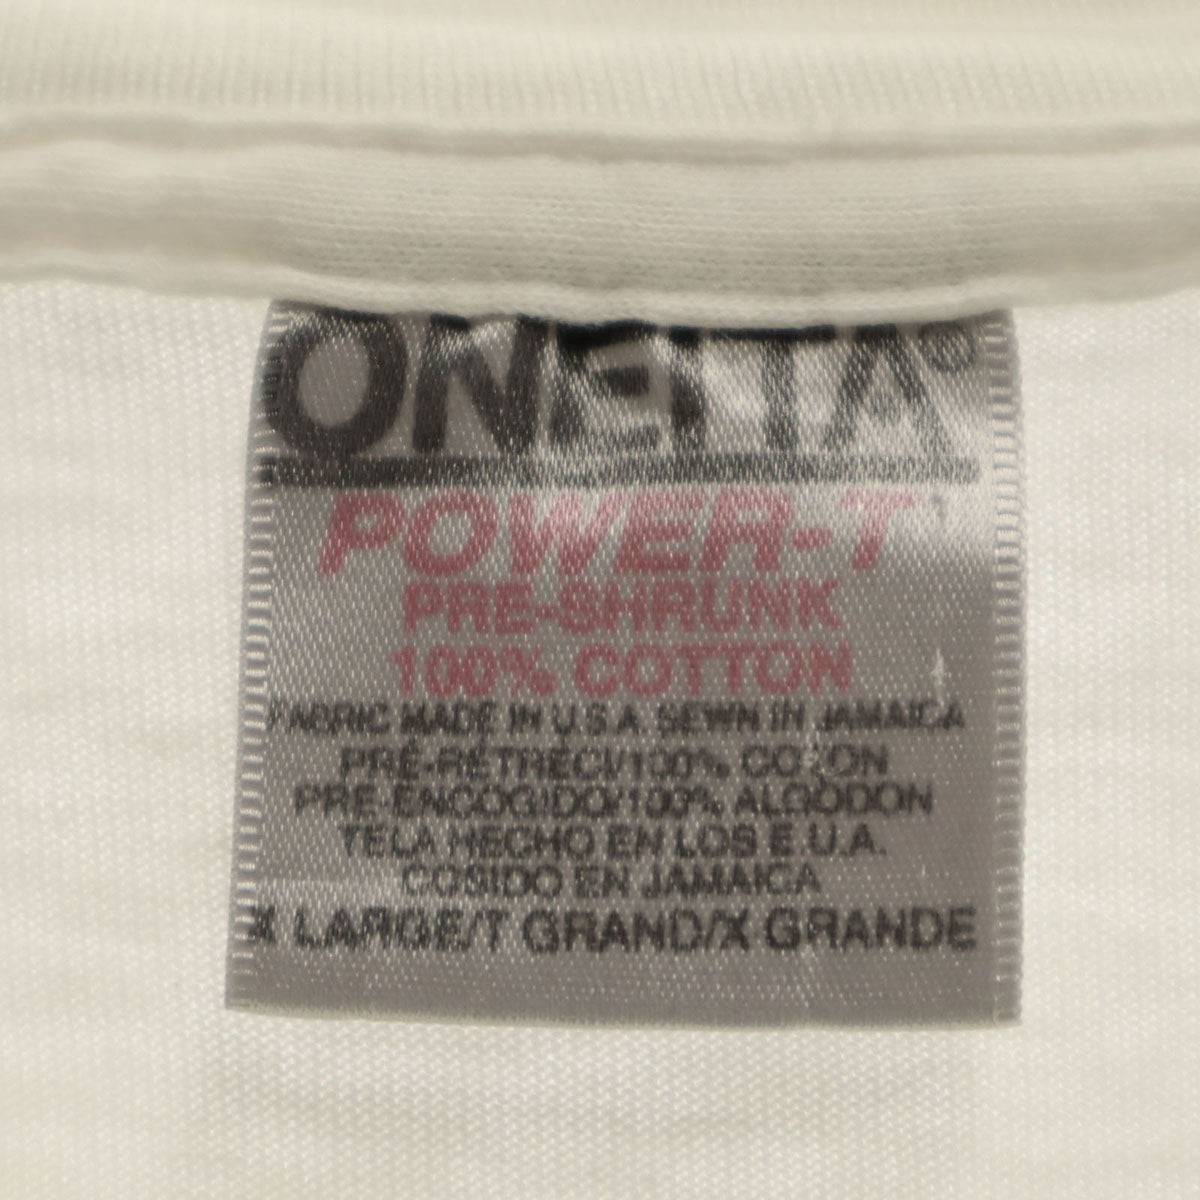 ONEITA®
POWER-T
PRE-SHRUNK
100% COTTON
FABRIC MADE IN U.S.A. SEWN IN JAMAICA
PRÉ-RÉTRÉCI/100% COTON
PRE-ENCOGIDO/100% ALGODON
TELA HECHO EN LOS E.U.A.
COSIDO EN JAMAICA
X LARGE/T GRAND/X GRANDE